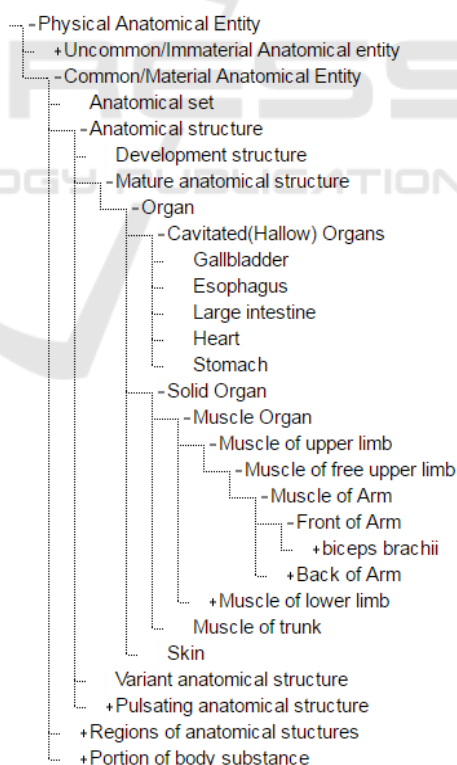 -Physical Anatomical Entity
+Uncommon/Immaterial Anatomical entity
-Common/Material Anatomical Entity
Anatomical set
-Anatomical structure
Development structure
-Mature anatomical structure
-Organ
-Cavitated(Hallow) Organs
Gallbladder
Esophagus
Large intestine
Heart
Stomach
-Solid Organ
-Muscle Organ
-Muscle of upper limb
-Muscle of free upper limb
-Muscle of Arm
-Front of Arm
+biceps brachii
+Back of Arm
+Muscle of lower limb
Muscle of trunk
Skin
Variant anatomical structure
+Pulsating anatomical structure
+Regions of anatomical stuctures
+Portion of body substance